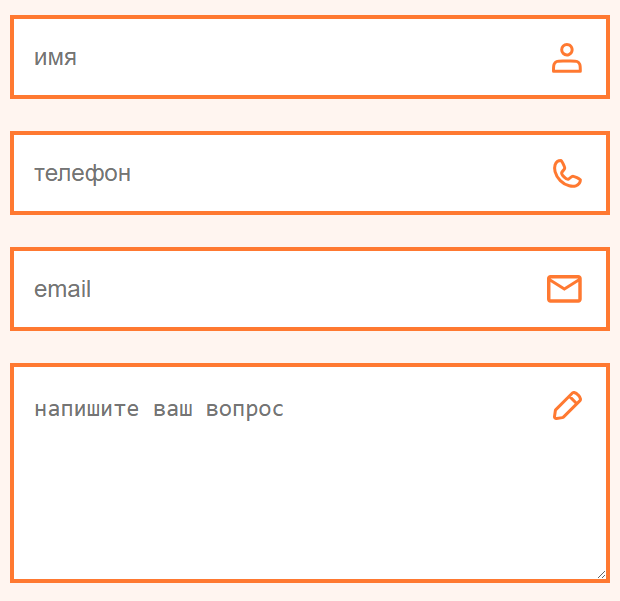 имя
телефон
email
напишите ваш вопрос